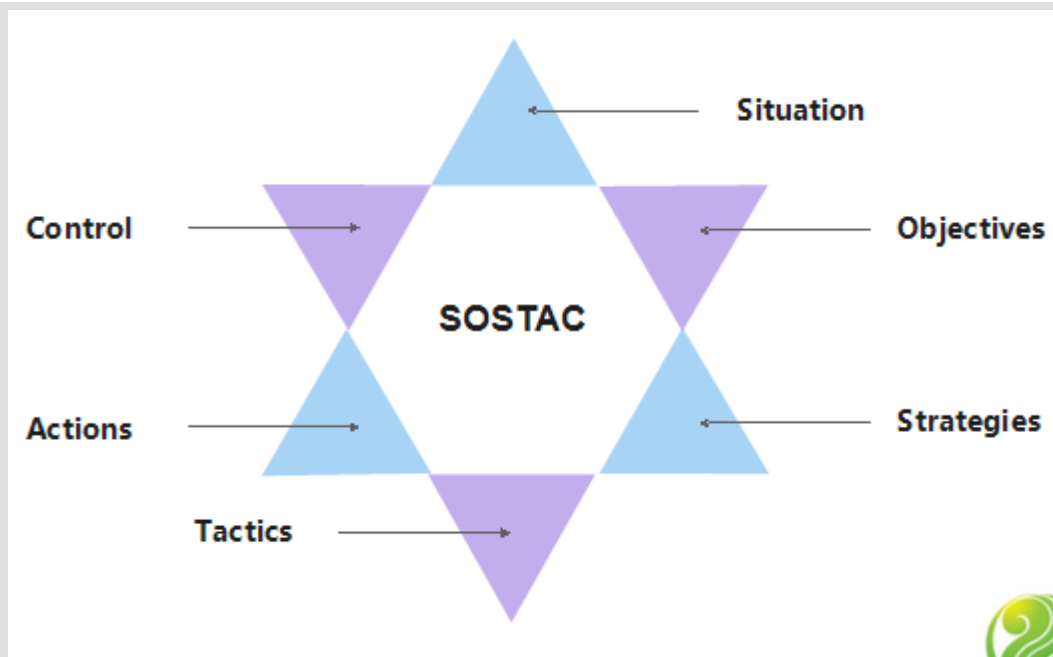 Situation
Control
Objectives
SOSTAC
Actions
Strategies
Tactics